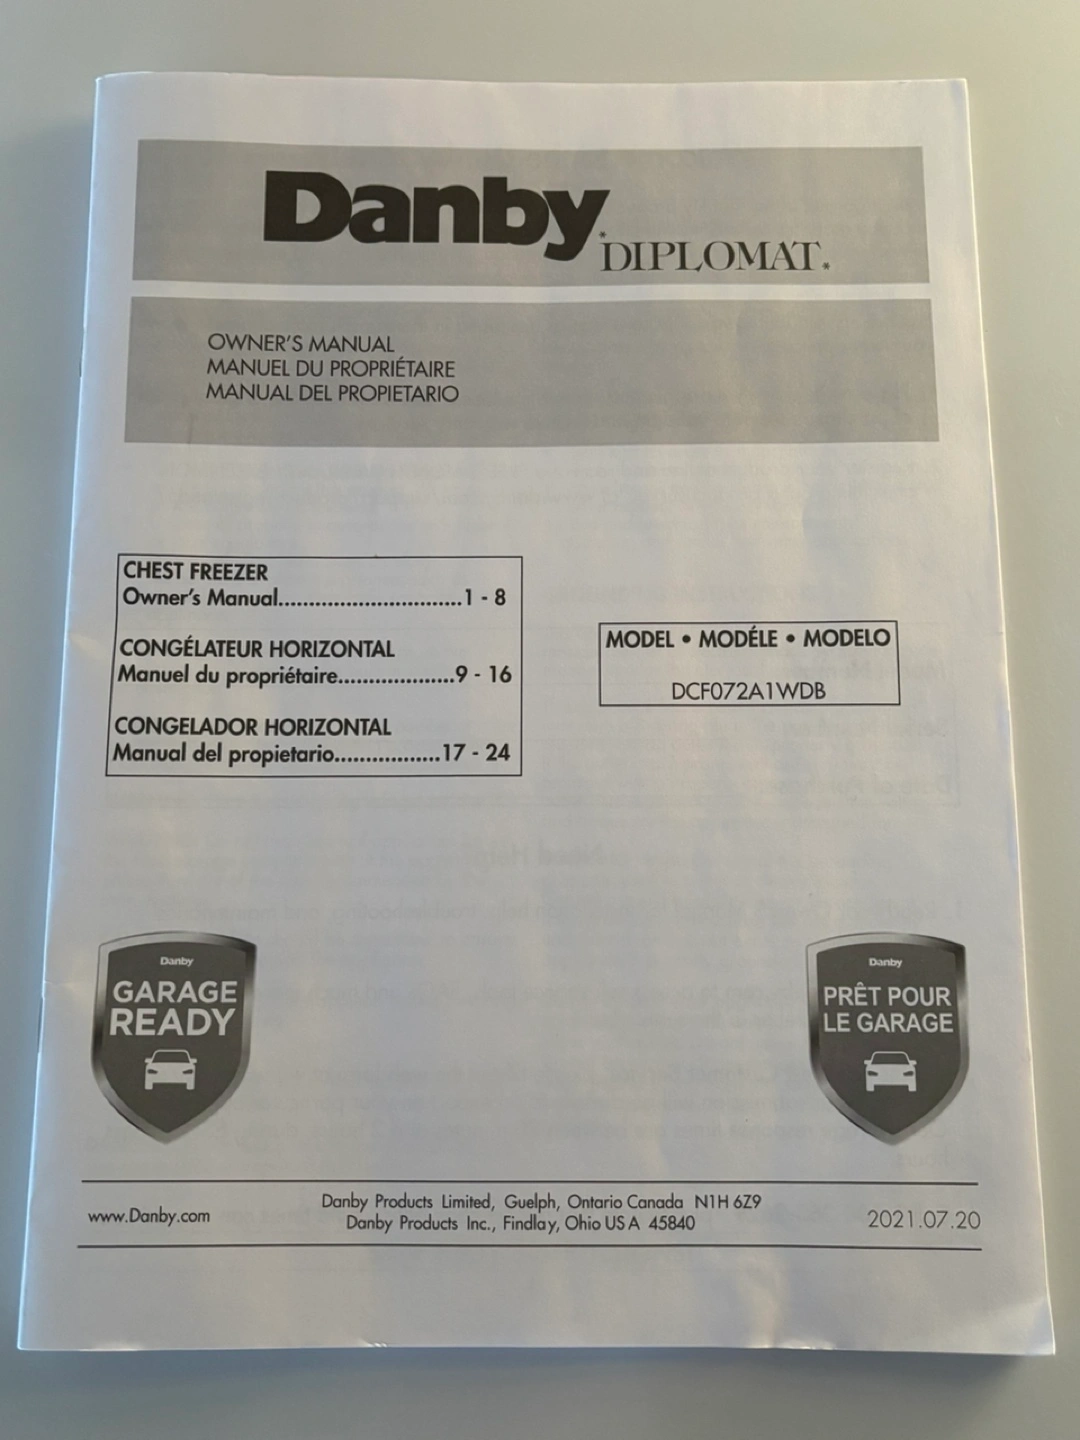 Danby
*DIPLOMAT*
OWNER'S MANUAL
MANUEL DU PROPRIÉTAIRE
MANUAL DEL PROPIETARIO
CHEST FREEZER
Owner's Manual...............................1 - 8
CONGÉLATEUR HORIZONTAL
Manuel du propriétaire...................9 - 16
CONGELADOR HORIZONTAL
Manual del propietario..................17 - 24
MODEL • MODÉLE • MODELO
DCF072A1WDB
Danby
GARAGE
READY
Danby
PRÊT POUR
LE GARAGE
www.Danby.com
Danby Products Limited, Guelph, Ontario Canada N1H 6Z9
Danby Products Inc., Findlay, Ohio USA 45840
2021.07.20